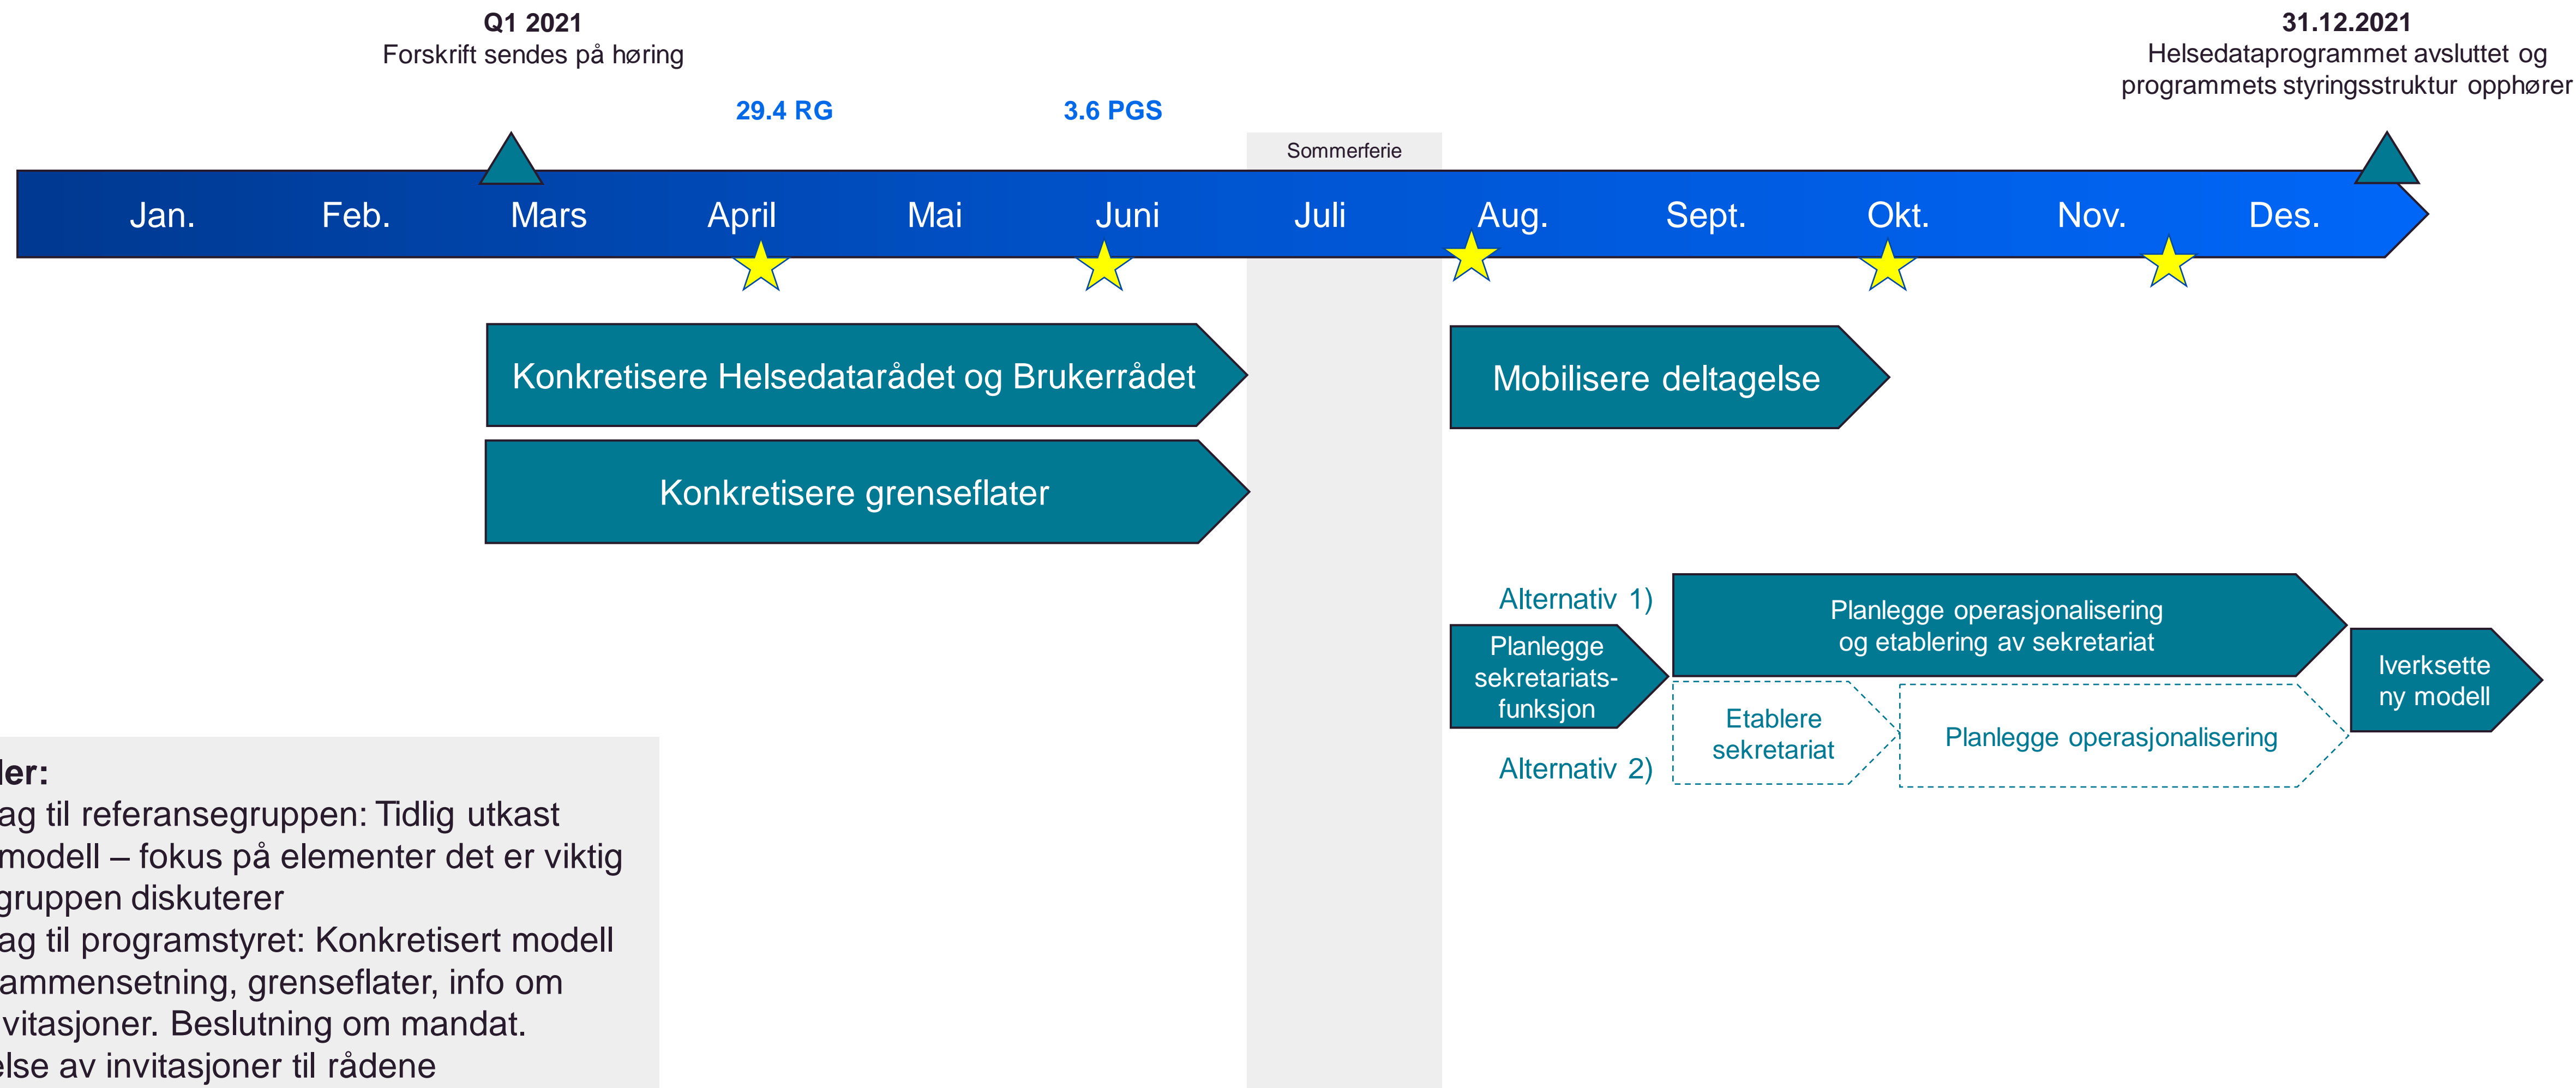 Q1 2021
Forskrift sendes på høring
31.12.2021
Helsedataprogrammet avsluttet og
programmets styringsstruktur opphører
29.4 RG
3.6 PGS
Sommerferie
Jan.
Feb.
Mars
April
Mai
Juni
Juli
Aug.
Sept.
Okt.
Nov.
Des.
Konkretisere Helsedatarådet og Brukerrådet
Mobilisere deltagelse
Konkretisere grenseflater
Alternativ 1)
Planlegge operasjonalisering
og etablering av sekretariat
Planlegge
sekretariats-
funksjon
Iverksette
ny modell
Etablere
sekretariat
Planlegge operasjonalisering
Alternativ 2)
ler:
ag til referansegruppen: Tidlig utkast
modell – fokus på elementer det er viktig
gruppen diskuterer
ag til programstyret: Konkretisert modell
ammensetning, grenseflater, info om
vitasjoner. Beslutning om mandat.
else av invitasjoner til rådene